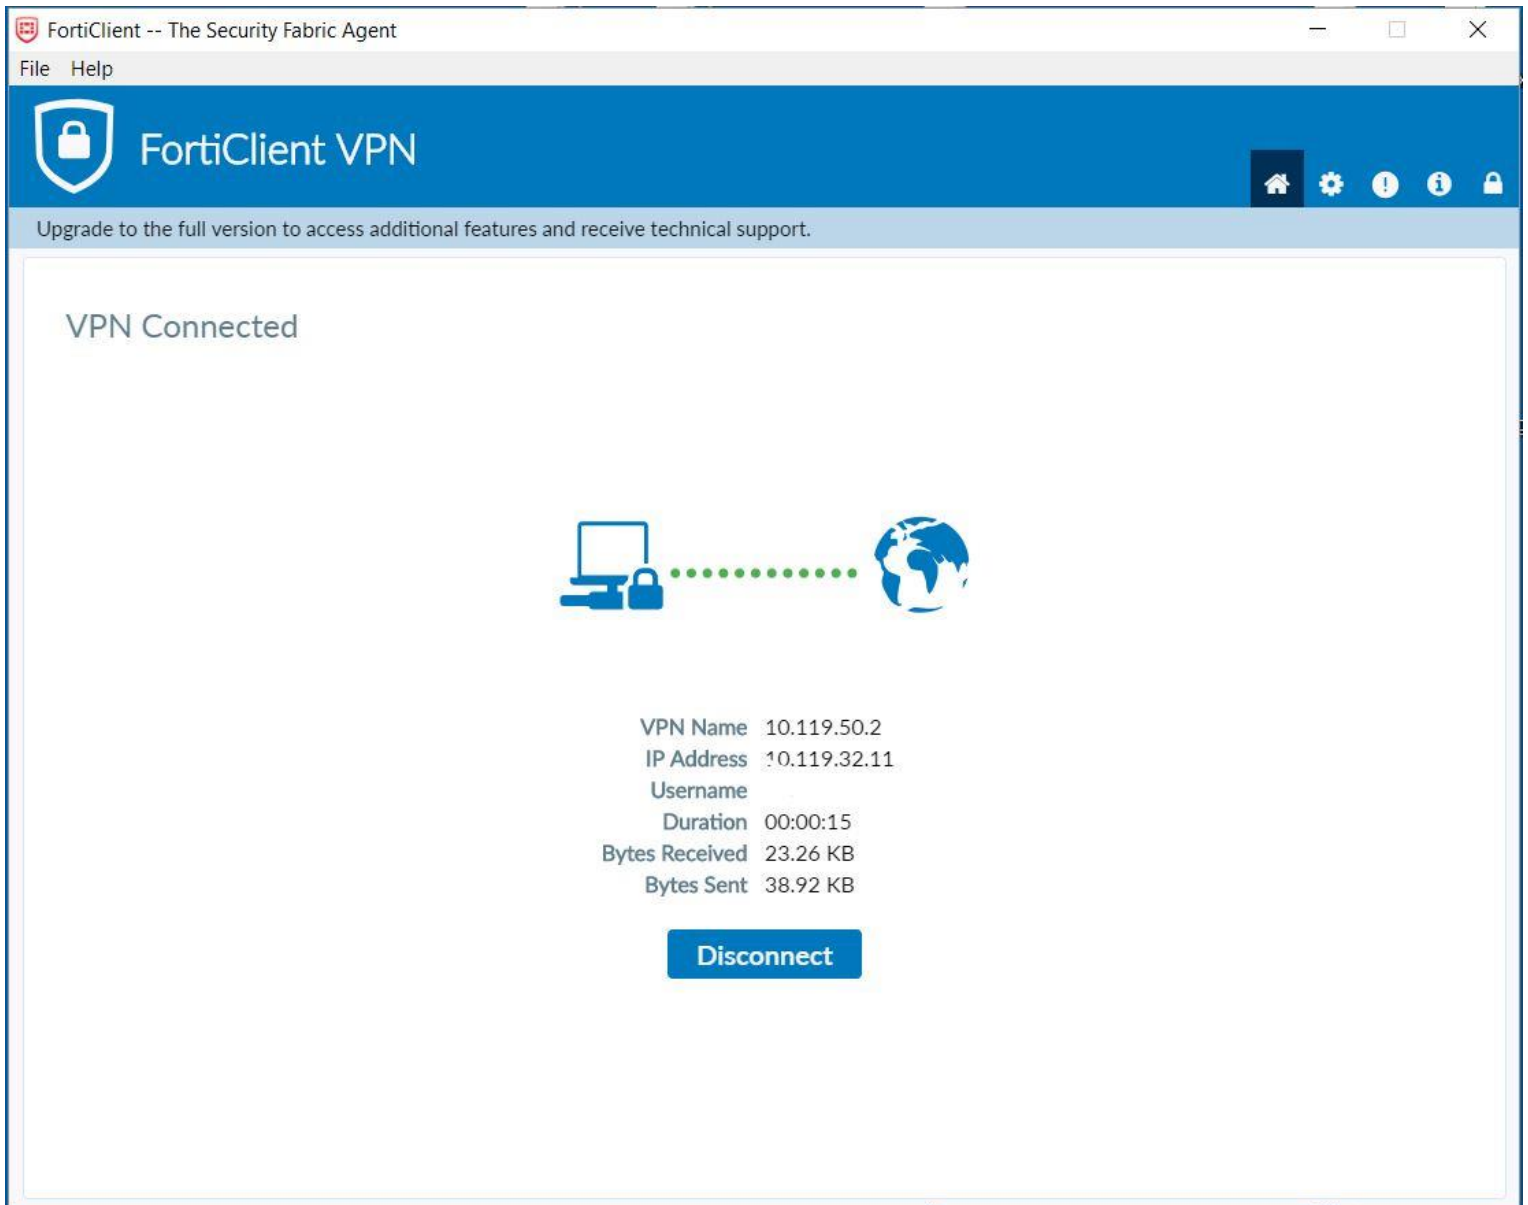 FortiClient -- The Security Fabric Agent
File Help
FortiClient VPN
Upgrade to the full version to access additional features and receive technical support.
VPN Connected
VPN Name 10.119.50.2
IP Address 10.119.32.11
Username
Duration 00:00:15
Bytes Received 23.26 KB
Bytes Sent 38.92 KB
Disconnect